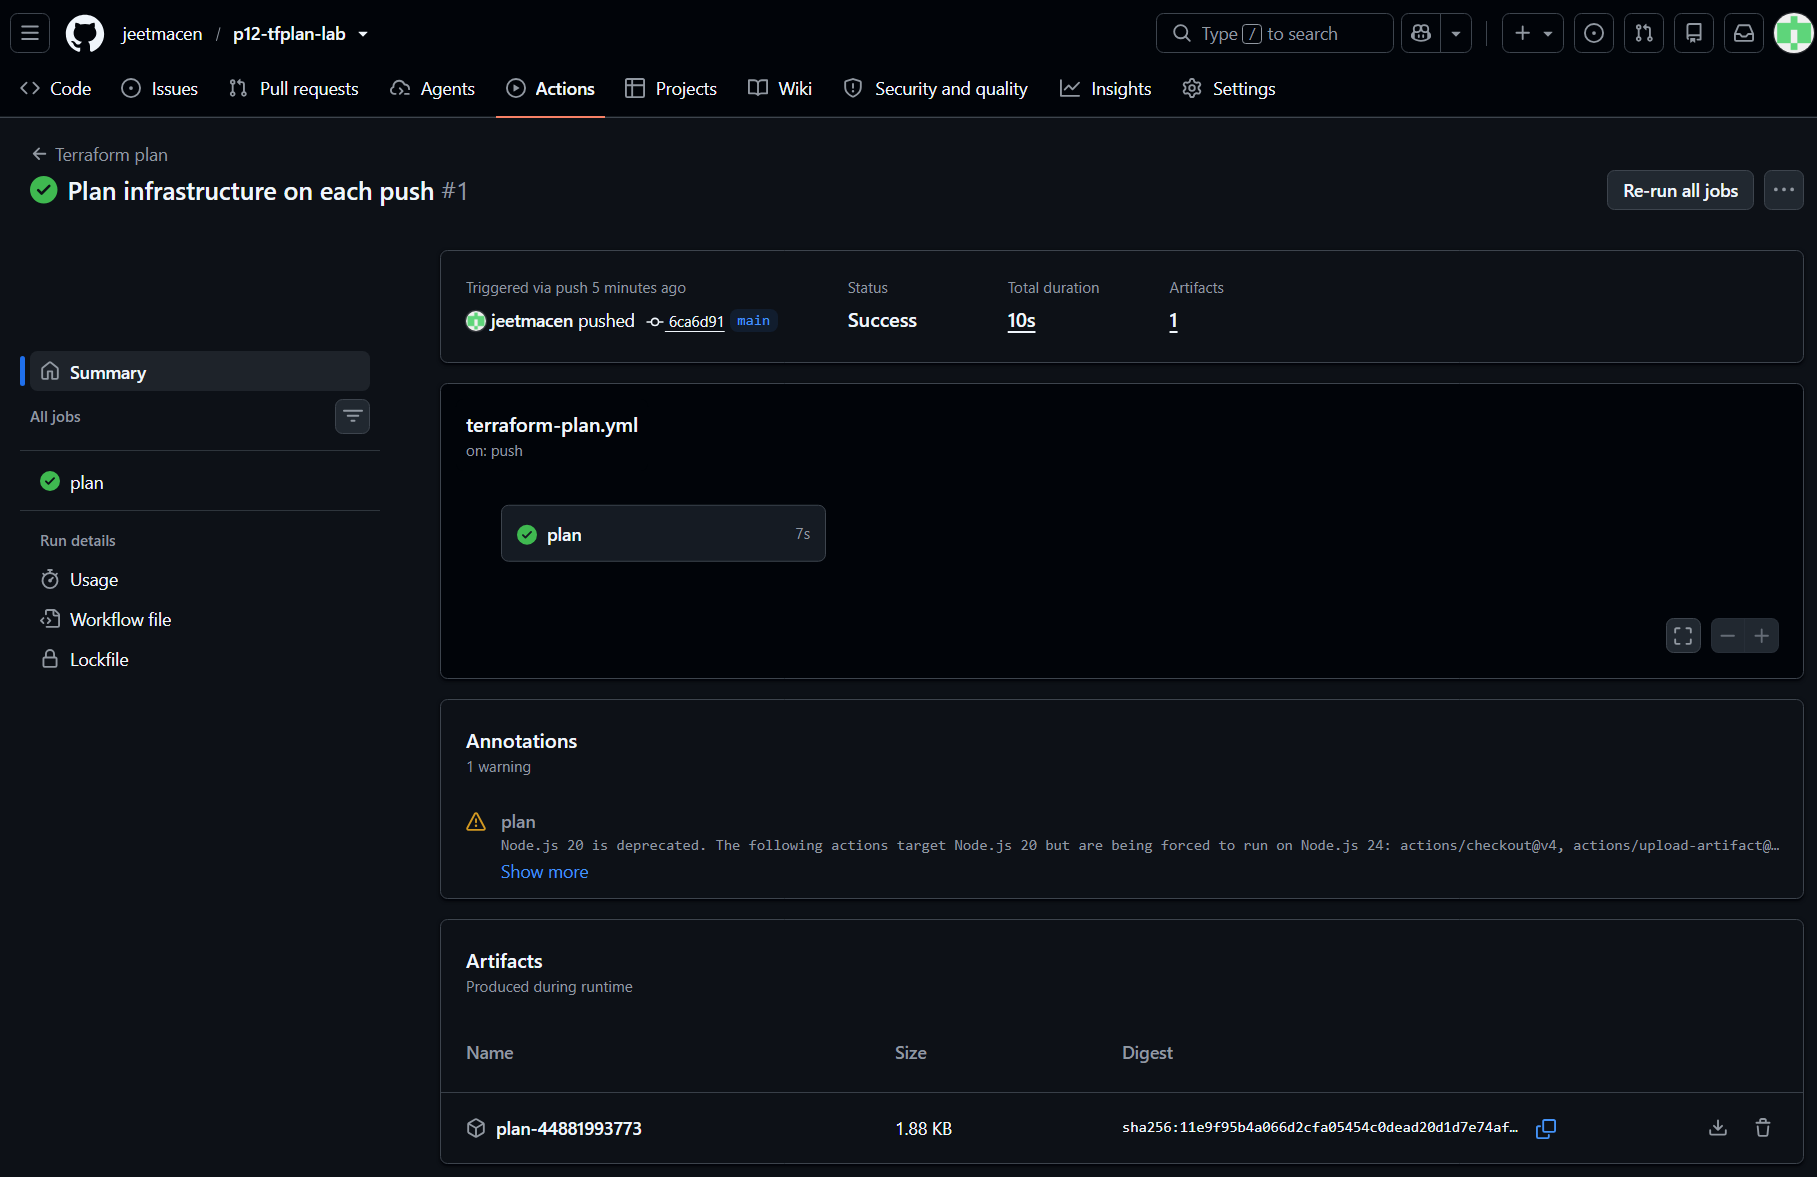 jeetmacen / p12-tfplan-lab
Type / to search
Code
Issues
Pull requests
Agents
Actions
Projects
Wiki
Security and quality
Insights
Settings
Terraform plan
Plan infrastructure on each push #1
Re-run all jobs
Summary
All jobs
plan
Run details
Usage
Workflow file
Lockfile
Triggered via push 5 minutes ago
jeetmacen pushed 6ca6d91 main
Status
Success
Total duration
10s
Artifacts
1
terraform-plan.yml
on: push
plan 7s
Annotations
1 warning
plan
Node.js 20 is deprecated. The following actions target Node.js 20 but are being forced to run on Node.js 24: actions/checkout@v4, actions/upload-artifact@…
Show more
Artifacts
Produced during runtime
Name Size Digest
plan-44881993773 1.88 KB sha256:11e9f95b4a066d2cfa05454c0dead20d1d7e74af…